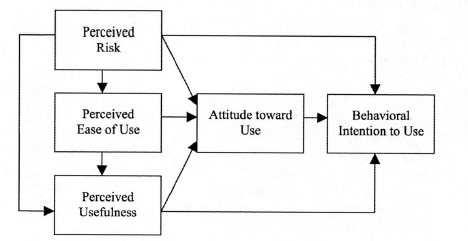 Perceived
Risk
Perceived
Ease of Use
Attitude toward
Use
Behavioral
Intention to Use
Perceived
Usefulness